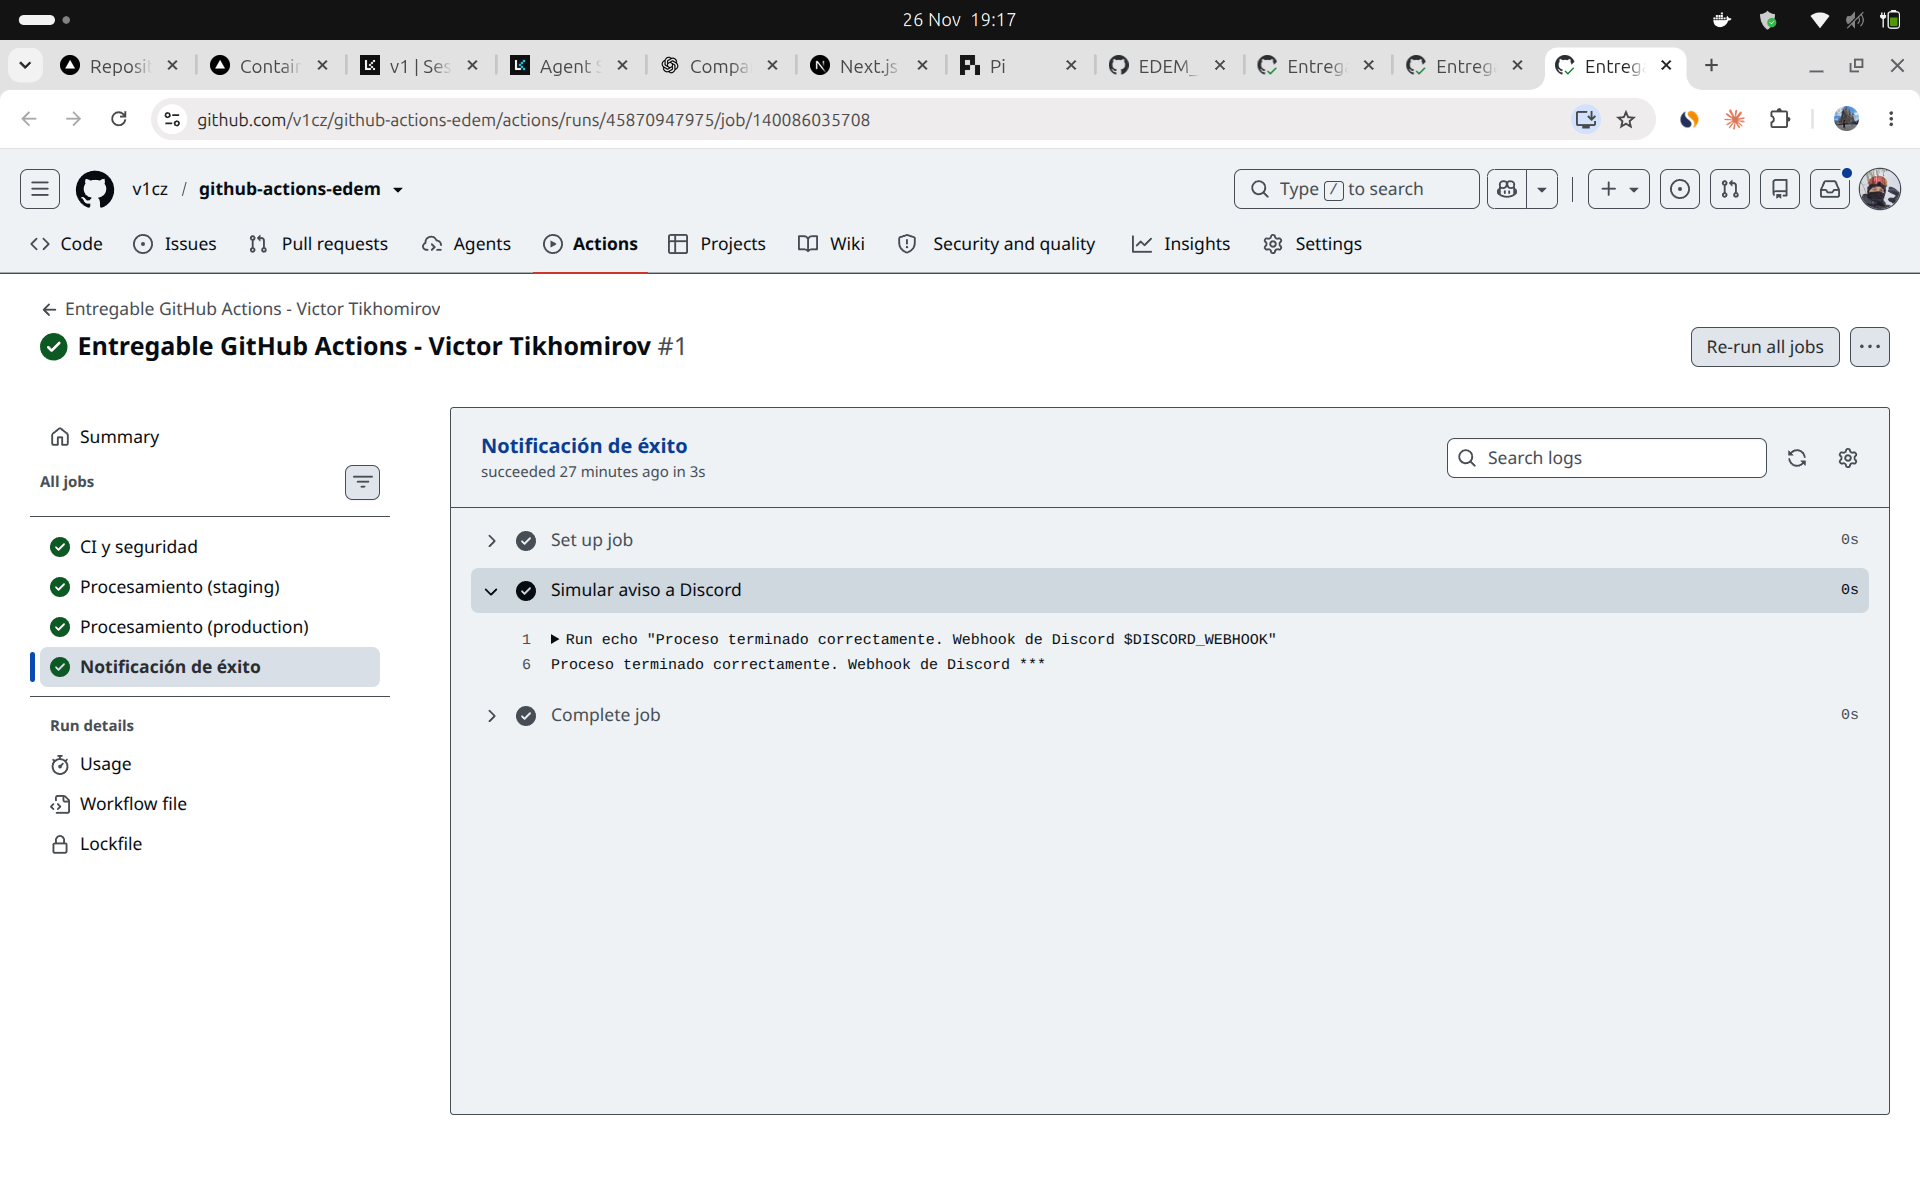 26 Nov 19:17
Reposi
Contain
v1 | Ses
Agent S
Compa
Next.js
Pi
EDEM_
Entreg
Entreg
Entreg
github.com/v1cz/github-actions-edem/actions/runs/45870947975/job/140086035708
v1cz / github-actions-edem
Type / to search
Code
Issues
Pull requests
Agents
Actions
Projects
Wiki
Security and quality
Insights
Settings
Entregable GitHub Actions - Victor Tikhomirov
Entregable GitHub Actions - Victor Tikhomirov #1
Re-run all jobs
Summary
All jobs
CI y seguridad
Procesamiento (staging)
Procesamiento (production)
Notificación de éxito
Run details
Usage
Workflow file
Lockfile
Notificación de éxito
succeeded 27 minutes ago in 3s
Search logs
Set up job 0s
Simular aviso a Discord 0s
1 Run echo "Proceso terminado correctamente. Webhook de Discord $DISCORD_WEBHOOK"
6 Proceso terminado correctamente. Webhook de Discord ***
Complete job 0s